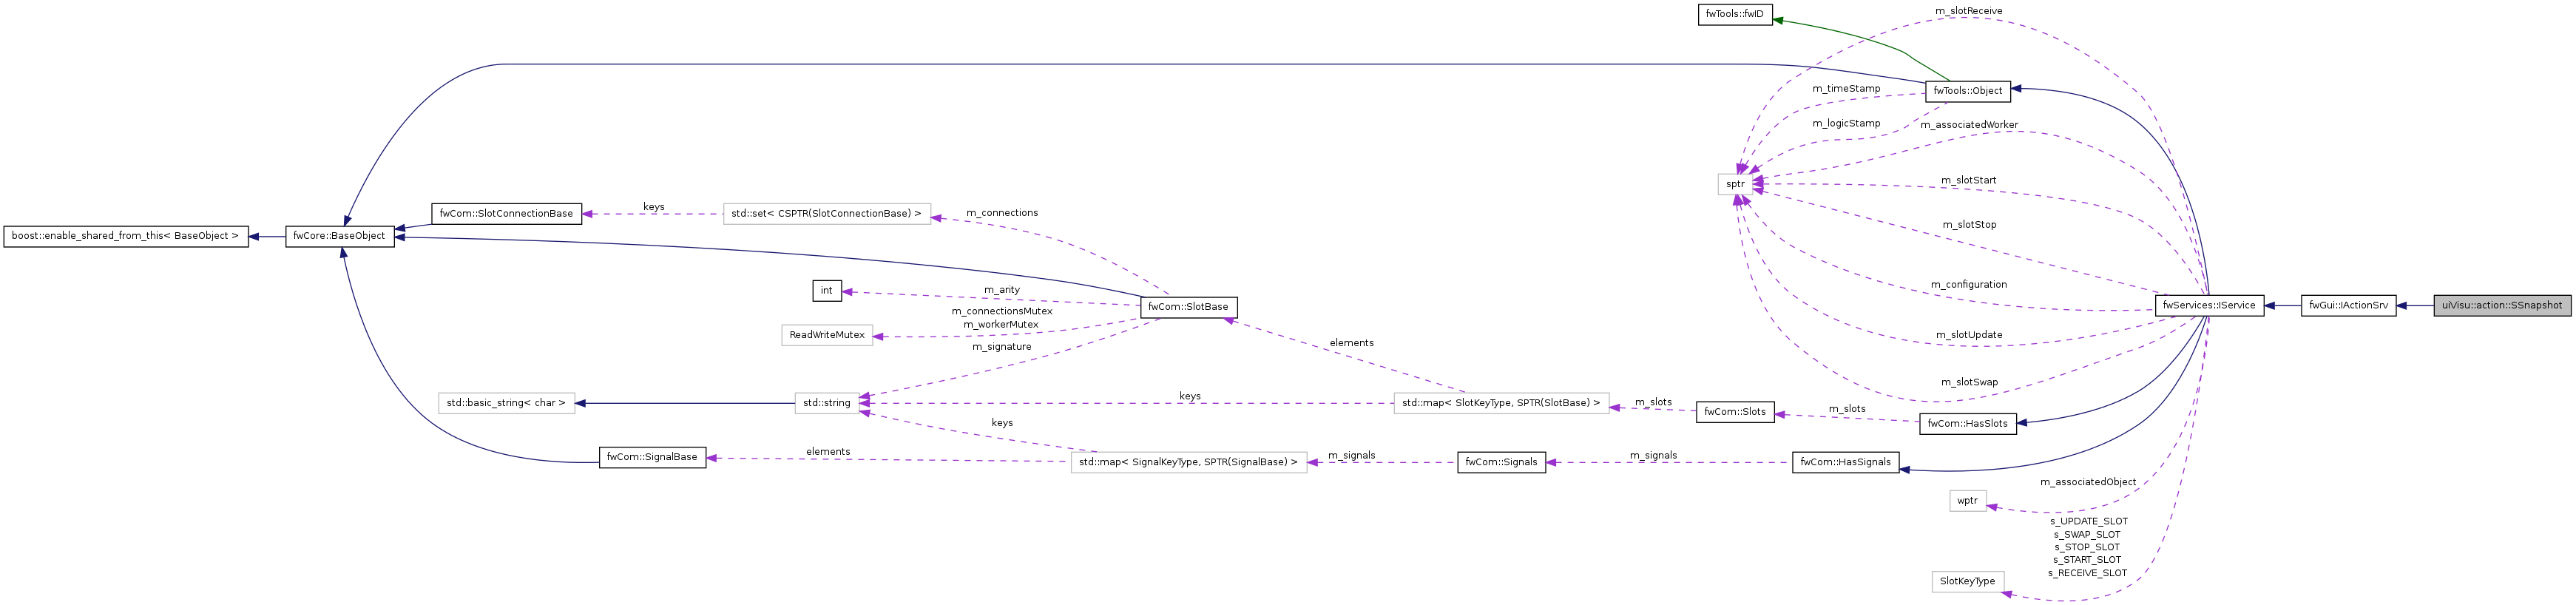 fwTools::fwID
m_slotReceive
fwTools::Object
m_timeStamp
m_logicStamp
m_associatedWorker
sptr
m_slotStart
fwCom::SlotConnectionBase
keys
std::set< CSPTR(SlotConnectionBase) >
m_connections
m_slotStop
boost::enable_shared_from_this< BaseObject >
fwCore::BaseObject
int
m_arity
m_configuration
fwCom::SlotBase
fwServices::IService
fwGui::IActionSrv
uiVisu::action::SSnapshot
m_connectionsMutex
m_workerMutex
ReadWriteMutex
m_signature
elements
m_slotUpdate
m_slotSwap
std::basic_string< char >
std::string
keys
std::map< SlotKeyType, SPTR(SlotBase) >
m_slots
fwCom::Slots
m_slots
fwCom::HasSlots
keys
fwCom::SignalBase
elements
std::map< SignalKeyType, SPTR(SignalBase) >
m_signals
fwCom::Signals
m_signals
fwCom::HasSignals
m_associatedObject
wptr
s_UPDATE_SLOT
s_SWAP_SLOT
s_STOP_SLOT
s_START_SLOT
s_RECEIVE_SLOT
SlotKeyType